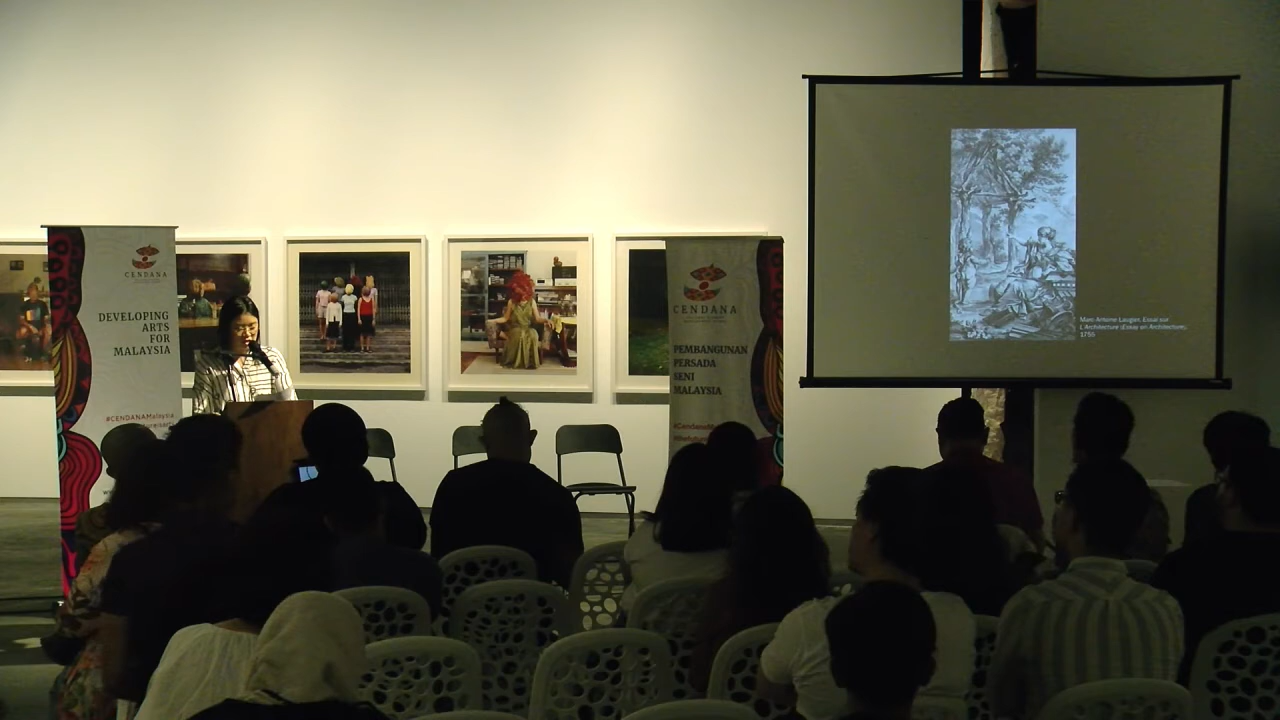 CENDANA
DEVELOPING
ARTS
FOR
MALAYSIA
#CENDANAMalaysia
CENDANA
PEMBANGUNAN
PERSADA
SENI
MALAYSIA
Marc Antoine Laugier, Essai sur
L'Architecture (Essay on Architecture),
1755